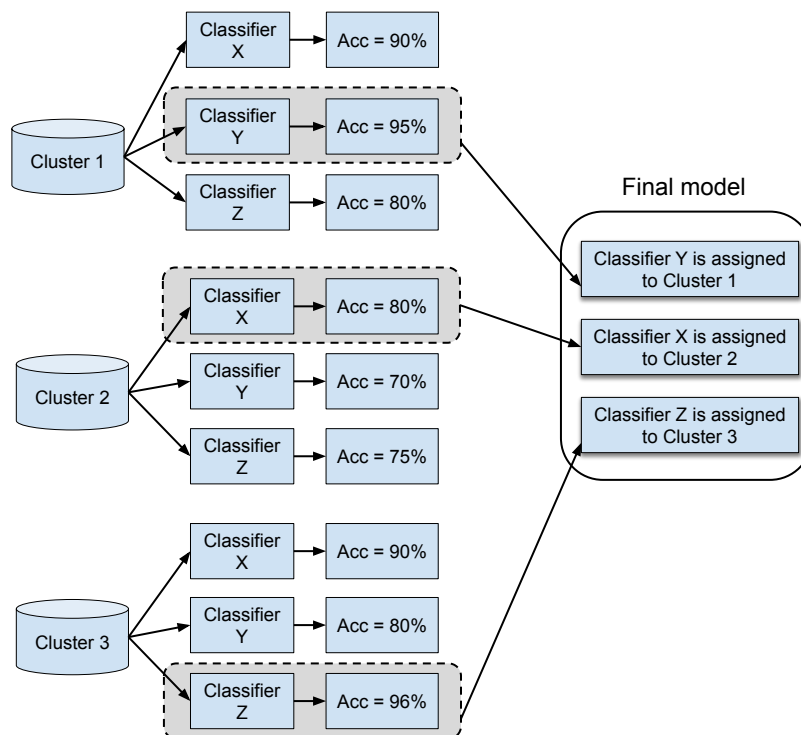 Classifier
X
Acc = 90%
Cluster 1
Classifier
Y
Acc = 95%
Classifier
Z
Acc = 80%
Classifier
X
Acc = 80%
Cluster 2
Classifier
Y
Acc = 70%
Classifier
Z
Acc = 75%
Classifier
X
Acc = 90%
Cluster 3
Classifier
Y
Acc = 80%
Classifier
Z
Acc = 96%
Final model
Classifier Y is assigned
to Cluster 1
Classifier X is assigned
to Cluster 2
Classifier Z is assigned
to Cluster 3